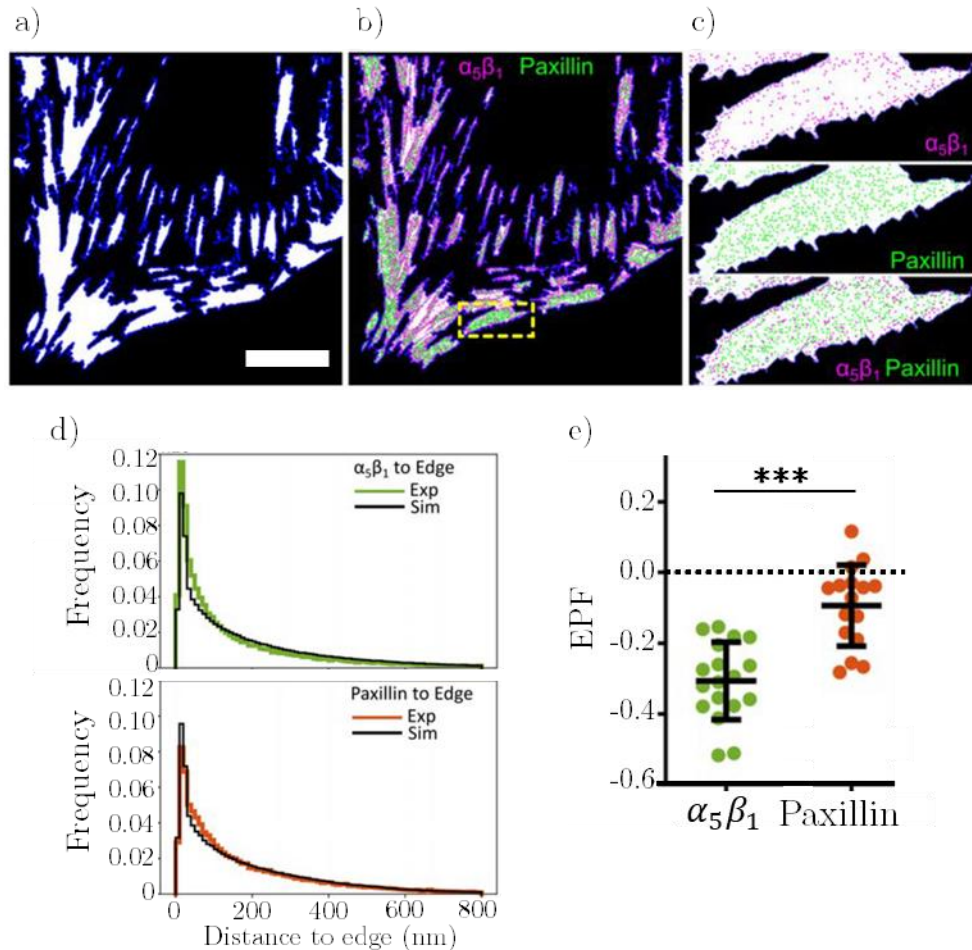 a)
b)
c)
α₅β₁ Paxillin
α₅β₁
Paxillin
α₅β₁ Paxillin
d)
e)
0.12
0.10
0.08
0.06
0.04
0.02
0
Frequency
α₅β₁ to Edge
Exp
Sim
0.12
0.10
0.08
0.06
0.04
0.02
0
Frequency
Paxillin to Edge
Exp
Sim
0 200 400 600 800
Distance to edge (nm)
***
0.2
0.0
-0.2
-0.4
-0.6
EPF
α₅β₁ Paxillin